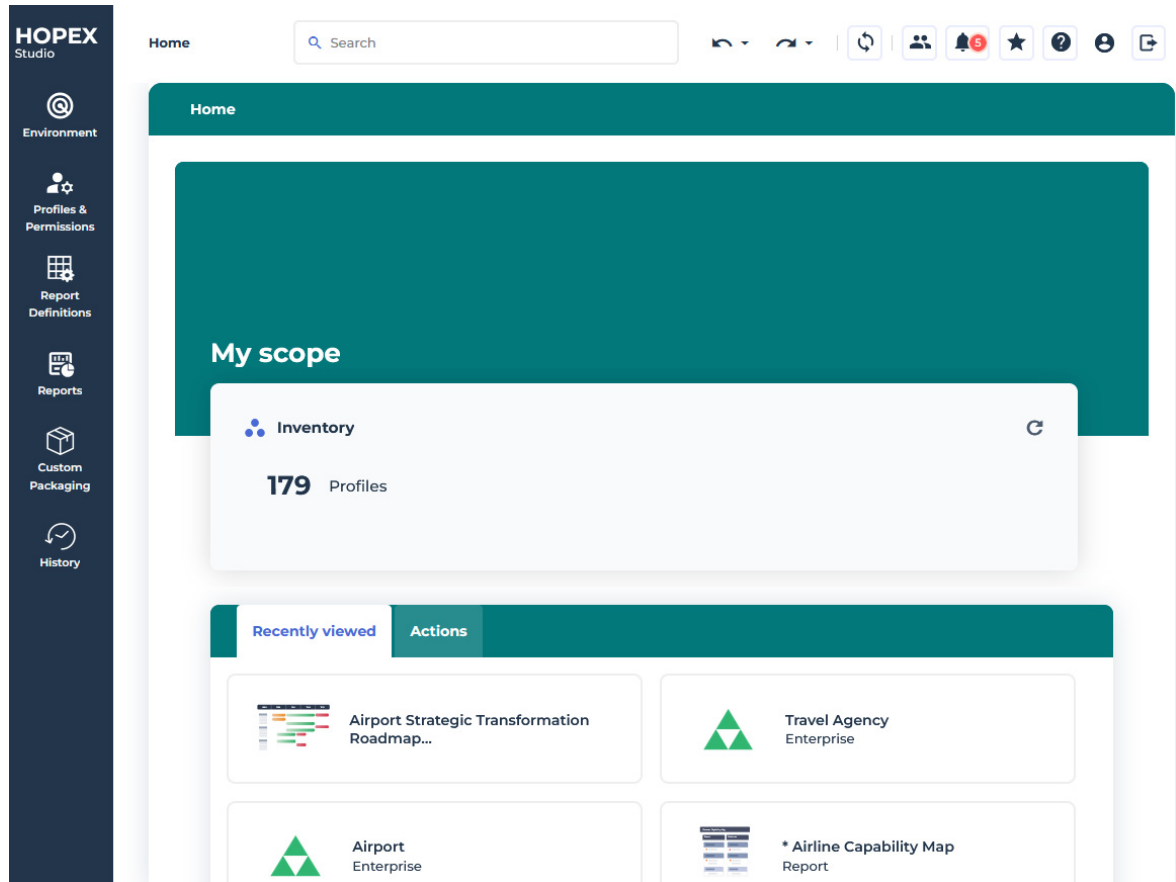 HOPEX
Studio
Home
Search
5
Environment
Profiles &
Permissions
Report
Definitions
Reports
Custom
Packaging
History
Home
My scope
Inventory
179 Profiles
Recently viewed
Actions
Airport Strategic Transformation
Roadmap...
Travel Agency
Enterprise
Airport
Enterprise
* Airline Capability Map
Report